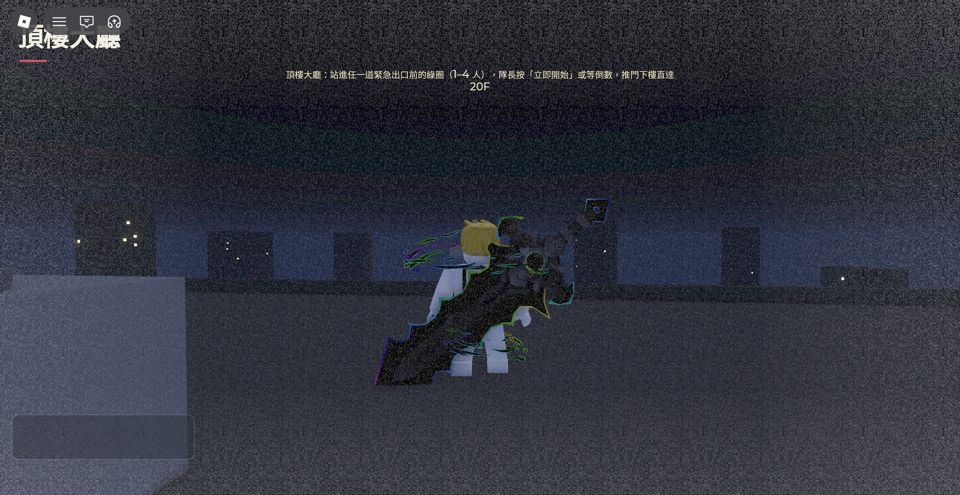 頂樓大廳
頂樓大廳：站進任一道緊急出口前的綠圈（1–4 人），隊長按「立即開始」或等倒數，推門下樓直達
20F